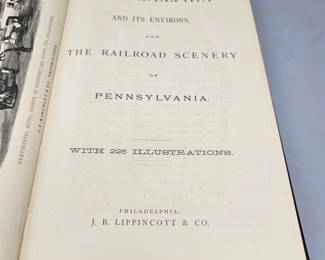 AND ITS ENVIRONS,
AND
THE RAILROAD SCENERY
OF
PENNSYLVANIA.
WITH 225 ILLUSTRATIONS.
PHILADELPHIA:
J. B. LIPPINCOTT & CO.